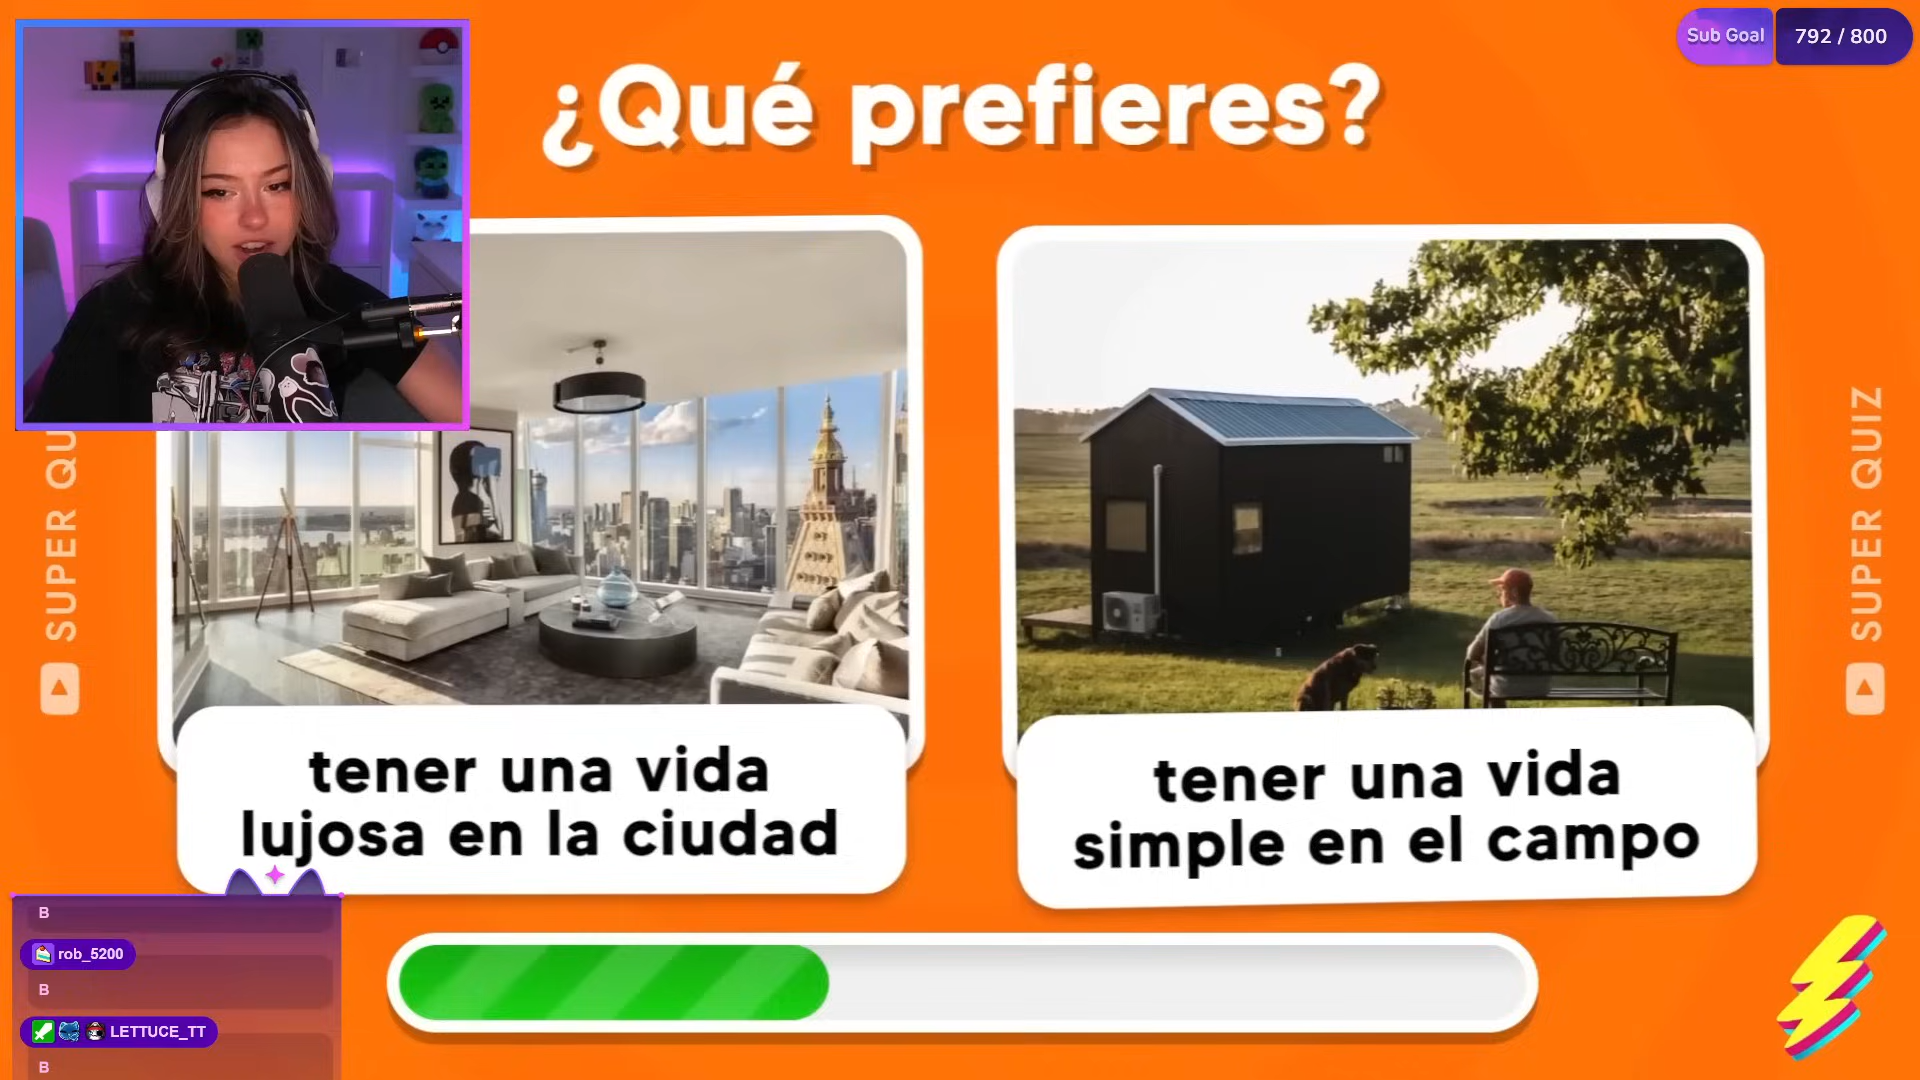 Sub Goal
792 / 800
¿Qué prefieres?
SUPER QU
SUPER QUIZ
tener una vida
lujosa en la ciudad
tener una vida
simple en el campo
B
rob_5200
B
LETTUCE_TT
B